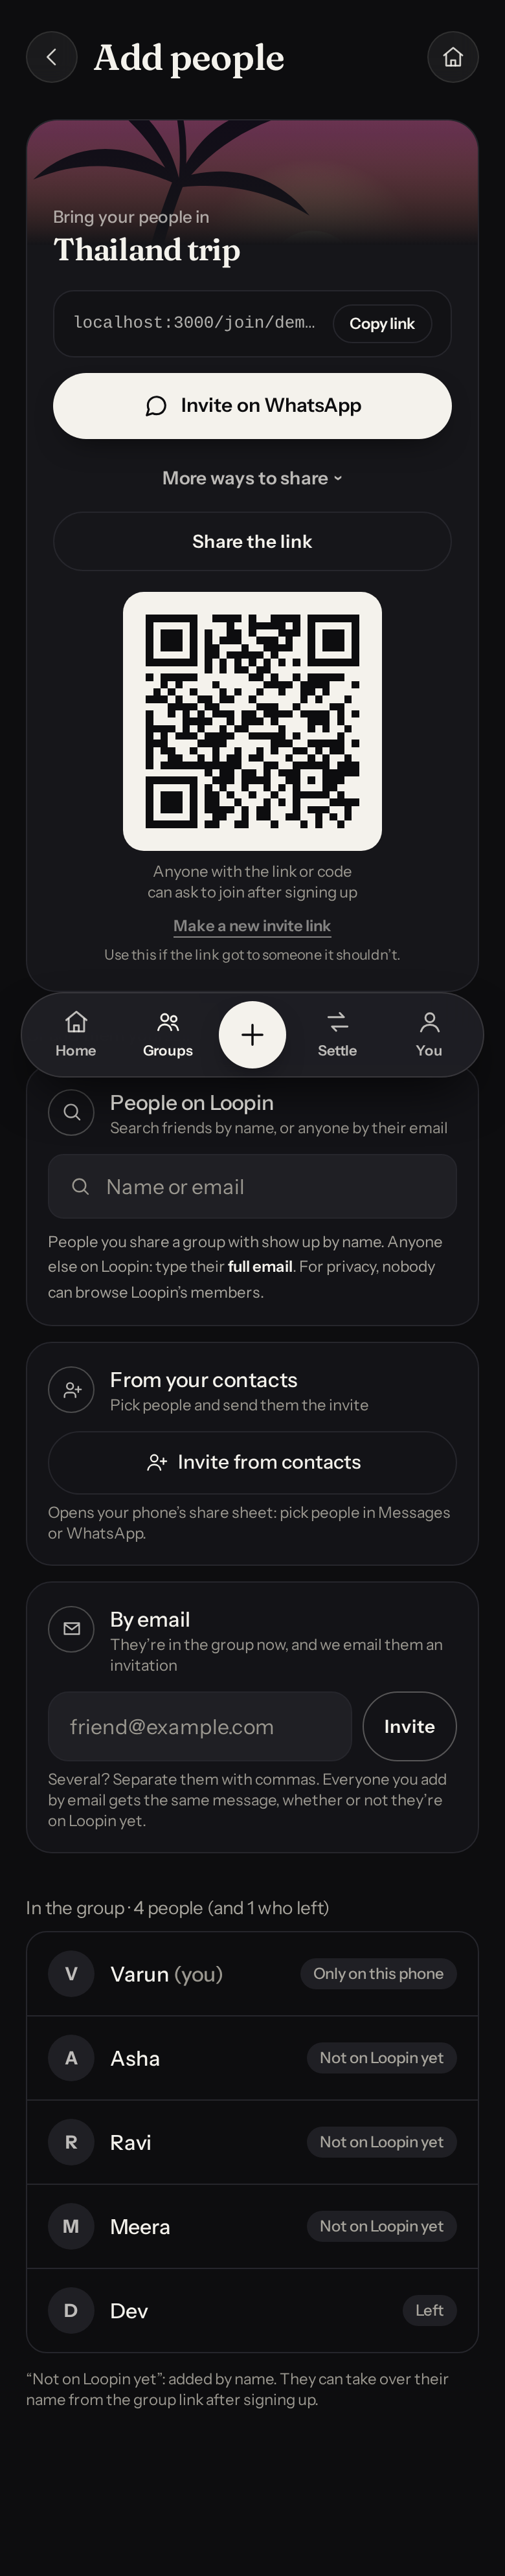 Add people
Bring your people in
Thailand trip
localhost:3000/join/dem…
Copy link
Invite on WhatsApp
More ways to share
Share the link
Anyone with the link or code
can ask to join after signing up
Make a new invite link
Use this if the link got to someone it shouldn’t.
Home
Groups
Settle
You
People on Loopin
Search friends by name, or anyone by their email
Name or email
People you share a group with show up by name. Anyone
else on Loopin: type their full email. For privacy, nobody
can browse Loopin’s members.
From your contacts
Pick people and send them the invite
Invite from contacts
Opens your phone’s share sheet: pick people in Messages
or WhatsApp.
By email
They’re in the group now, and we email them an
invitation
friend@example.com
Invite
Several? Separate them with commas. Everyone you add
by email gets the same message, whether or not they’re
on Loopin yet.
In the group · 4 people (and 1 who left)
V
Varun (you)
Only on this phone
A
Asha
Not on Loopin yet
R
Ravi
Not on Loopin yet
M
Meera
Not on Loopin yet
D
Dev
Left
“Not on Loopin yet”: added by name. They can take over their
name from the group link after signing up.